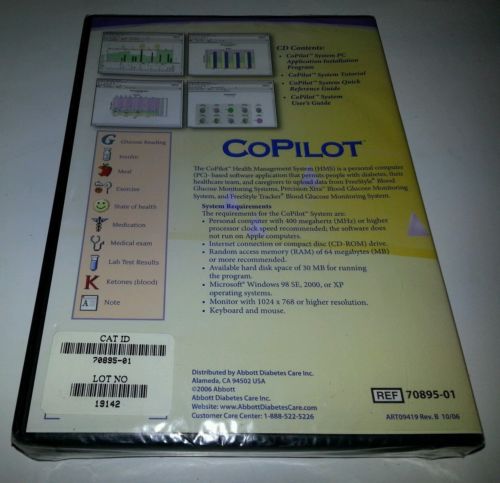 CD Contents:
• CoPilot™ System PC
Application Installation
Program
• CoPilot™ System Tutorial
• CoPilot™ System Quick
Reference Guide
• CoPilot™ System
User's Guide
COPILOT™
The CoPilot™ Health Management System (HMS) is a personal computer
(PC)- based software application that permits people with diabetes, their
healthcare team, and caregivers to upload data from FreeStyle® Blood
Glucose Monitoring Systems, Precision Xtra™ Blood Glucose Monitoring
System, and FreeStyle Tracker® Blood Glucose Monitoring System.
System Requirements
The requirements for the CoPilot™ System are:
• Personal computer with 400 megahertz (MHz) or higher
processor clock speed recommended; the software does
not run on Apple computers.
• Internet connection or compact disc (CD-ROM) drive.
• Random access memory (RAM) of 64 megabytes (MB)
or more recommended.
• Available hard disk space of 30 MB for running
the program.
• Microsoft® Windows 98 SE, 2000, or XP
operating systems.
• Monitor with 1024 x 768 or higher resolution.
• Keyboard and mouse.
G Glucose Reading
Insulin
Meal
Exercise
State of health
Medication
Medical exam
Lab Test Results
K Ketones (blood)
A Note
CAT ID
70895-01
LOT NO
19142
Distributed by Abbott Diabetes Care Inc.
Alameda, CA 94502 USA
©2006 Abbott
Abbott Diabetes Care Inc.
Website: www.AbbottDiabetesCare.com
Customer Care Center: 1-888-522-5226
REF 70895-01
ART09419 Rev. B 10/06